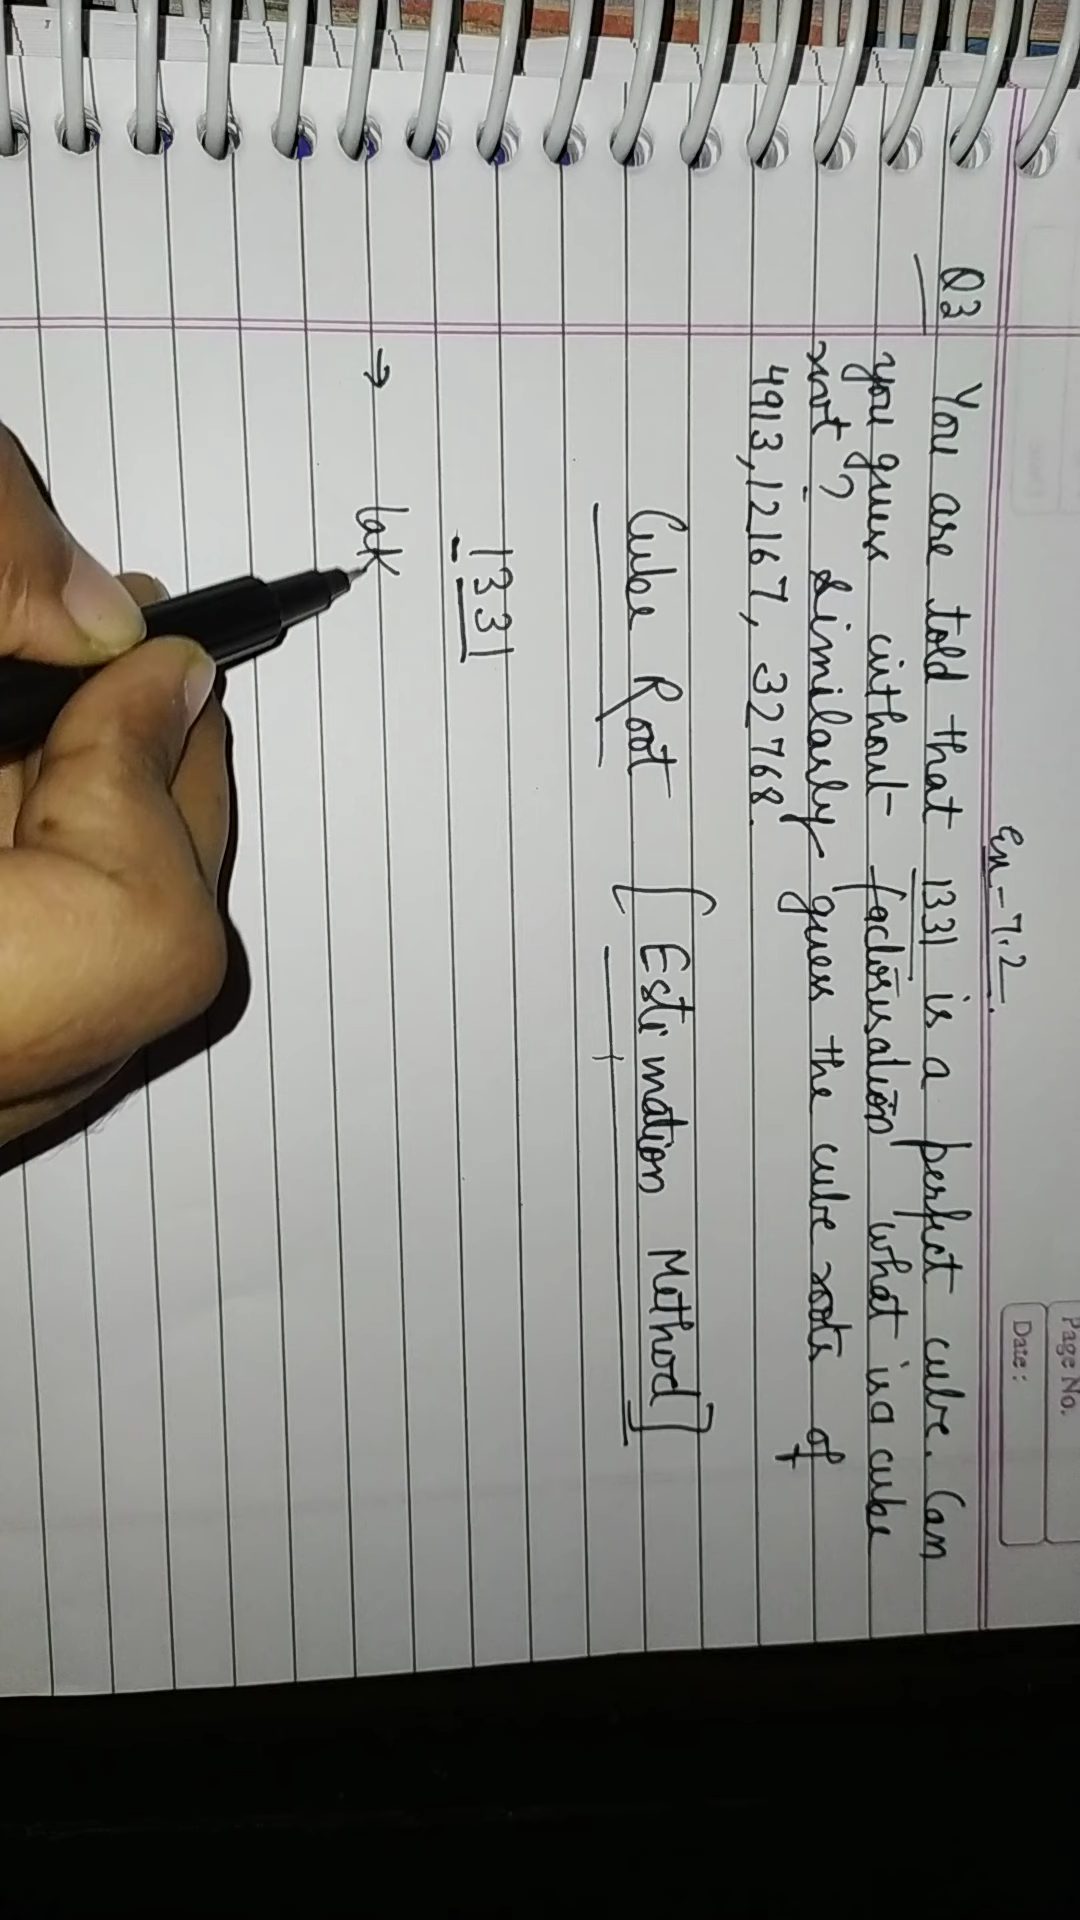 Page No.
Date:
Ex-7.2.
Q3 You are told that 1331 is a perfect cube. Can
you guess without factorisation what is a cube
root? Similarly guess the cube roots of
4913, 12167, 32768.
Cube Root [Estimation Method]
1331
→ lak